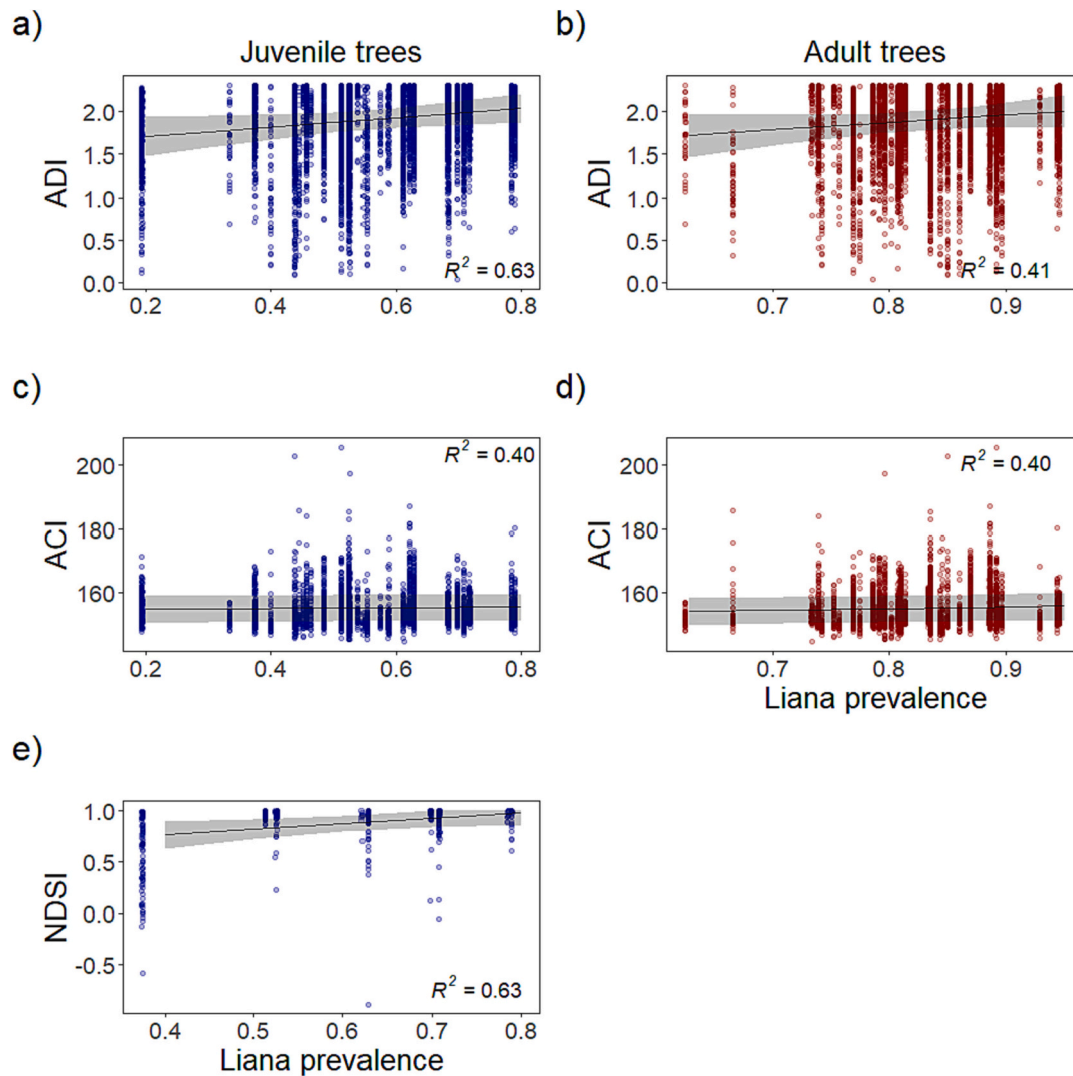 a)
Juvenile trees
ADI
2.0
1.5
1.0
0.5
0.0
R² = 0.63
0.2 0.4 0.6 0.8
b)
Adult trees
ADI
2.0
1.5
1.0
0.5
0.0
R² = 0.41
0.7 0.8 0.9
c)
ACI
200
180
160
R² = 0.40
0.2 0.4 0.6 0.8
d)
ACI
200
180
160
R² = 0.40
0.7 0.8 0.9
Liana prevalence
e)
NDSI
1.0
0.5
0.0
-0.5
R² = 0.63
0.4 0.5 0.6 0.7 0.8
Liana prevalence